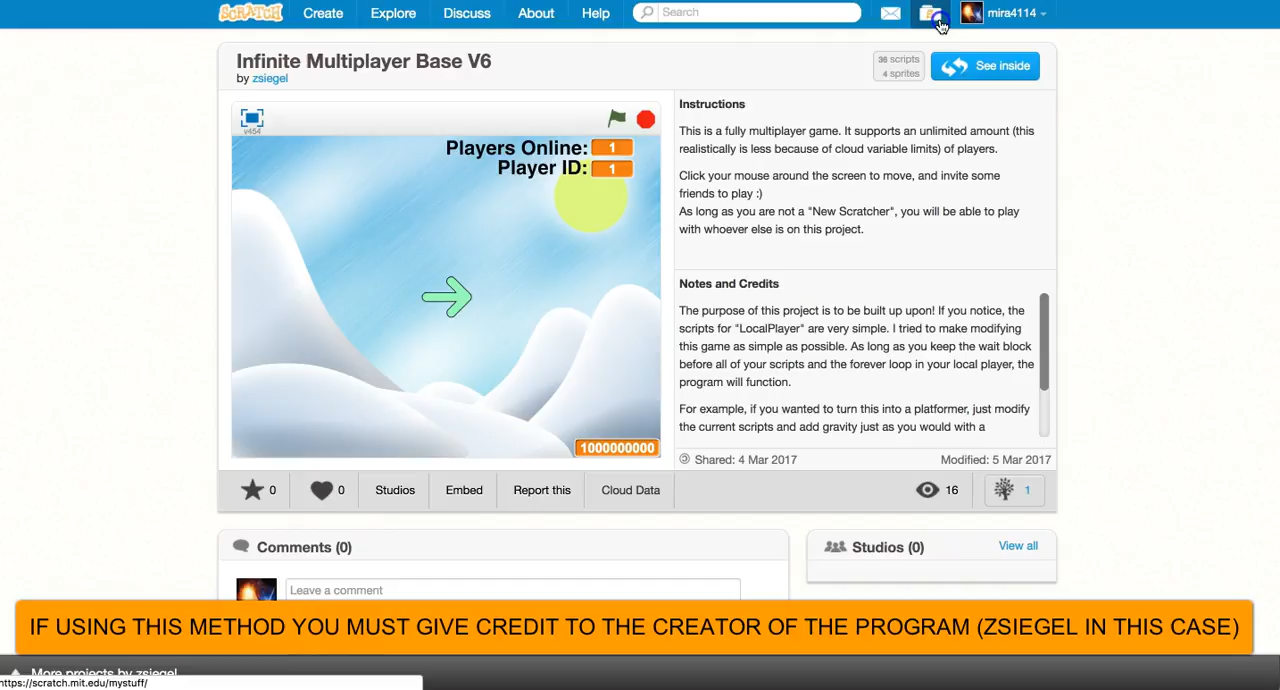 SCRATCH Create Explore Discuss About Help Search mira4114
Infinite Multiplayer Base V6
by zsiegel
36 scripts
4 sprites
See inside
v454
Players Online: 1
Player ID: 1
1000000000
Instructions
This is a fully multiplayer game. It supports an unlimited amount (this
realistically is less because of cloud variable limits) of players.
Click your mouse around the screen to move, and invite some
friends to play :)
As long as you are not a "New Scratcher", you will be able to play
with whoever else is on this project.
Notes and Credits
The purpose of this project is to be built up upon! If you notice, the
scripts for "LocalPlayer" are very simple. I tried to make modifying
this game as simple as possible. As long as you keep the wait block
before all of your scripts and the forever loop in your local player, the
program will function.
For example, if you wanted to turn this into a platformer, just modify
the current scripts and add gravity just as you would with a
Shared: 4 Mar 2017 Modified: 5 Mar 2017
0 0 Studios Embed Report this Cloud Data 16 1
Comments (0)
Leave a comment
Studios (0) View all
IF USING THIS METHOD YOU MUST GIVE CREDIT TO THE CREATOR OF THE PROGRAM (ZSIEGEL IN THIS CASE)
More projects by zsiegel
https://scratch.mit.edu/mystuff/